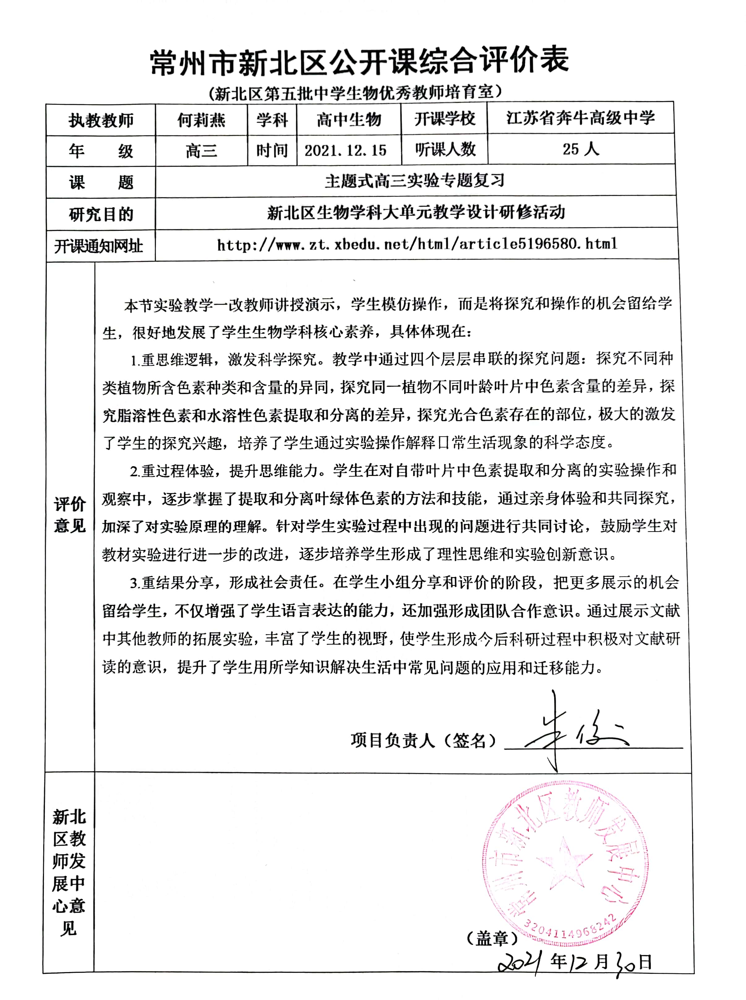 常州市新北区公开课综合评价表
(新北区第五批中学生物优秀教师培育室)
执教教师 何莉燕 学科 高中生物 开课学校 江苏省奔牛高级中学
年 级 高三 时间 2021.12.15 听课人数 25 人
课 题 主题式高三实验专题复习
研究目的 新北区生物学科大单元教学设计研修活动
开课通知网址 http://www.zt.xbedu.net/html/article5196580.html
评价
意见
本节实验教学一改教师讲授演示，学生模仿操作，而是将探究和操作的机会留给学
生，很好地发展了学生生物学科核心素养，具体体现在：
1.重思维逻辑，激发科学探究。教学中通过四个层层串联的探究问题：探究不同种
类植物所含色素种类和含量的异同，探究同一植物不同叶龄叶片中色素含量的差异，探
究脂溶性色素和水溶性色素提取和分离的差异，探究光合色素存在的部位，极大的激发
了学生的探究兴趣，培养了学生通过实验操作解释日常生活现象的科学态度。
2.重过程体验，提升思维能力。学生在对自带叶片中色素提取和分离的实验操作和
观察中，逐步掌握了提取和分离叶绿体色素的方法和技能，通过亲身体验和共同探究，
加深了对实验原理的理解。针对学生实验过程中出现的问题进行共同讨论，鼓励学生对
教材实验进行进一步的改进，逐步培养学生形成了理性思维和实验创新意识。
3.重结果分享，形成社会责任。在学生小组分享和评价的阶段，把更多展示的机会
留给学生，不仅增强了学生语言表达的能力，还加强形成团队合作意识。通过展示文献
中其他教师的拓展实验，丰富了学生的视野，使学生形成今后科研过程中积极对文献研
读的意识，提升了学生用所学知识解决生活中常见问题的应用和迁移能力。
项目负责人（签名）
新北
区教
师发
展中
心意
见
常州市新北区教师发展中心
3204114968242
（盖章）
2021年12月30日